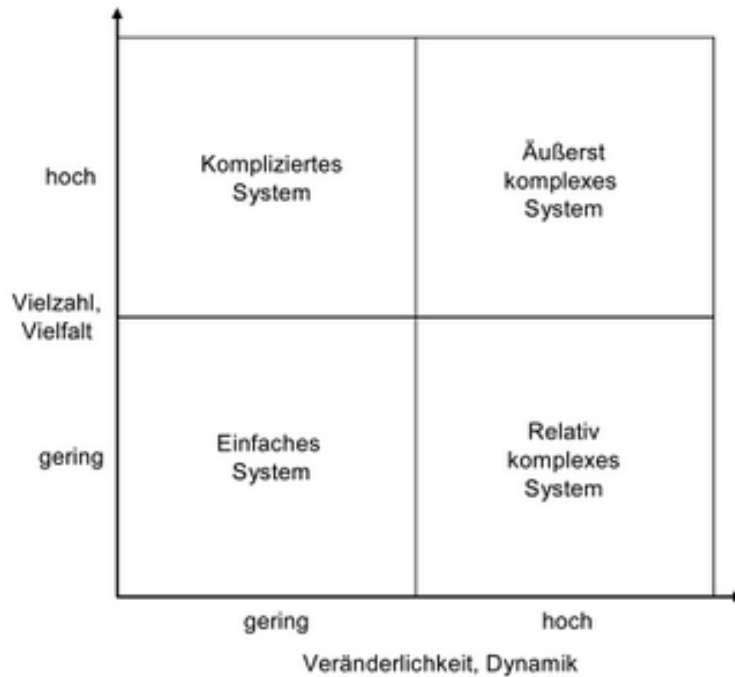 hoch
Kompliziertes
System
Äußerst
komplexes
System
Vielzahl,
Vielfalt
gering
Einfaches
System
Relativ
komplexes
System
gering
hoch
Veränderlichkeit, Dynamik